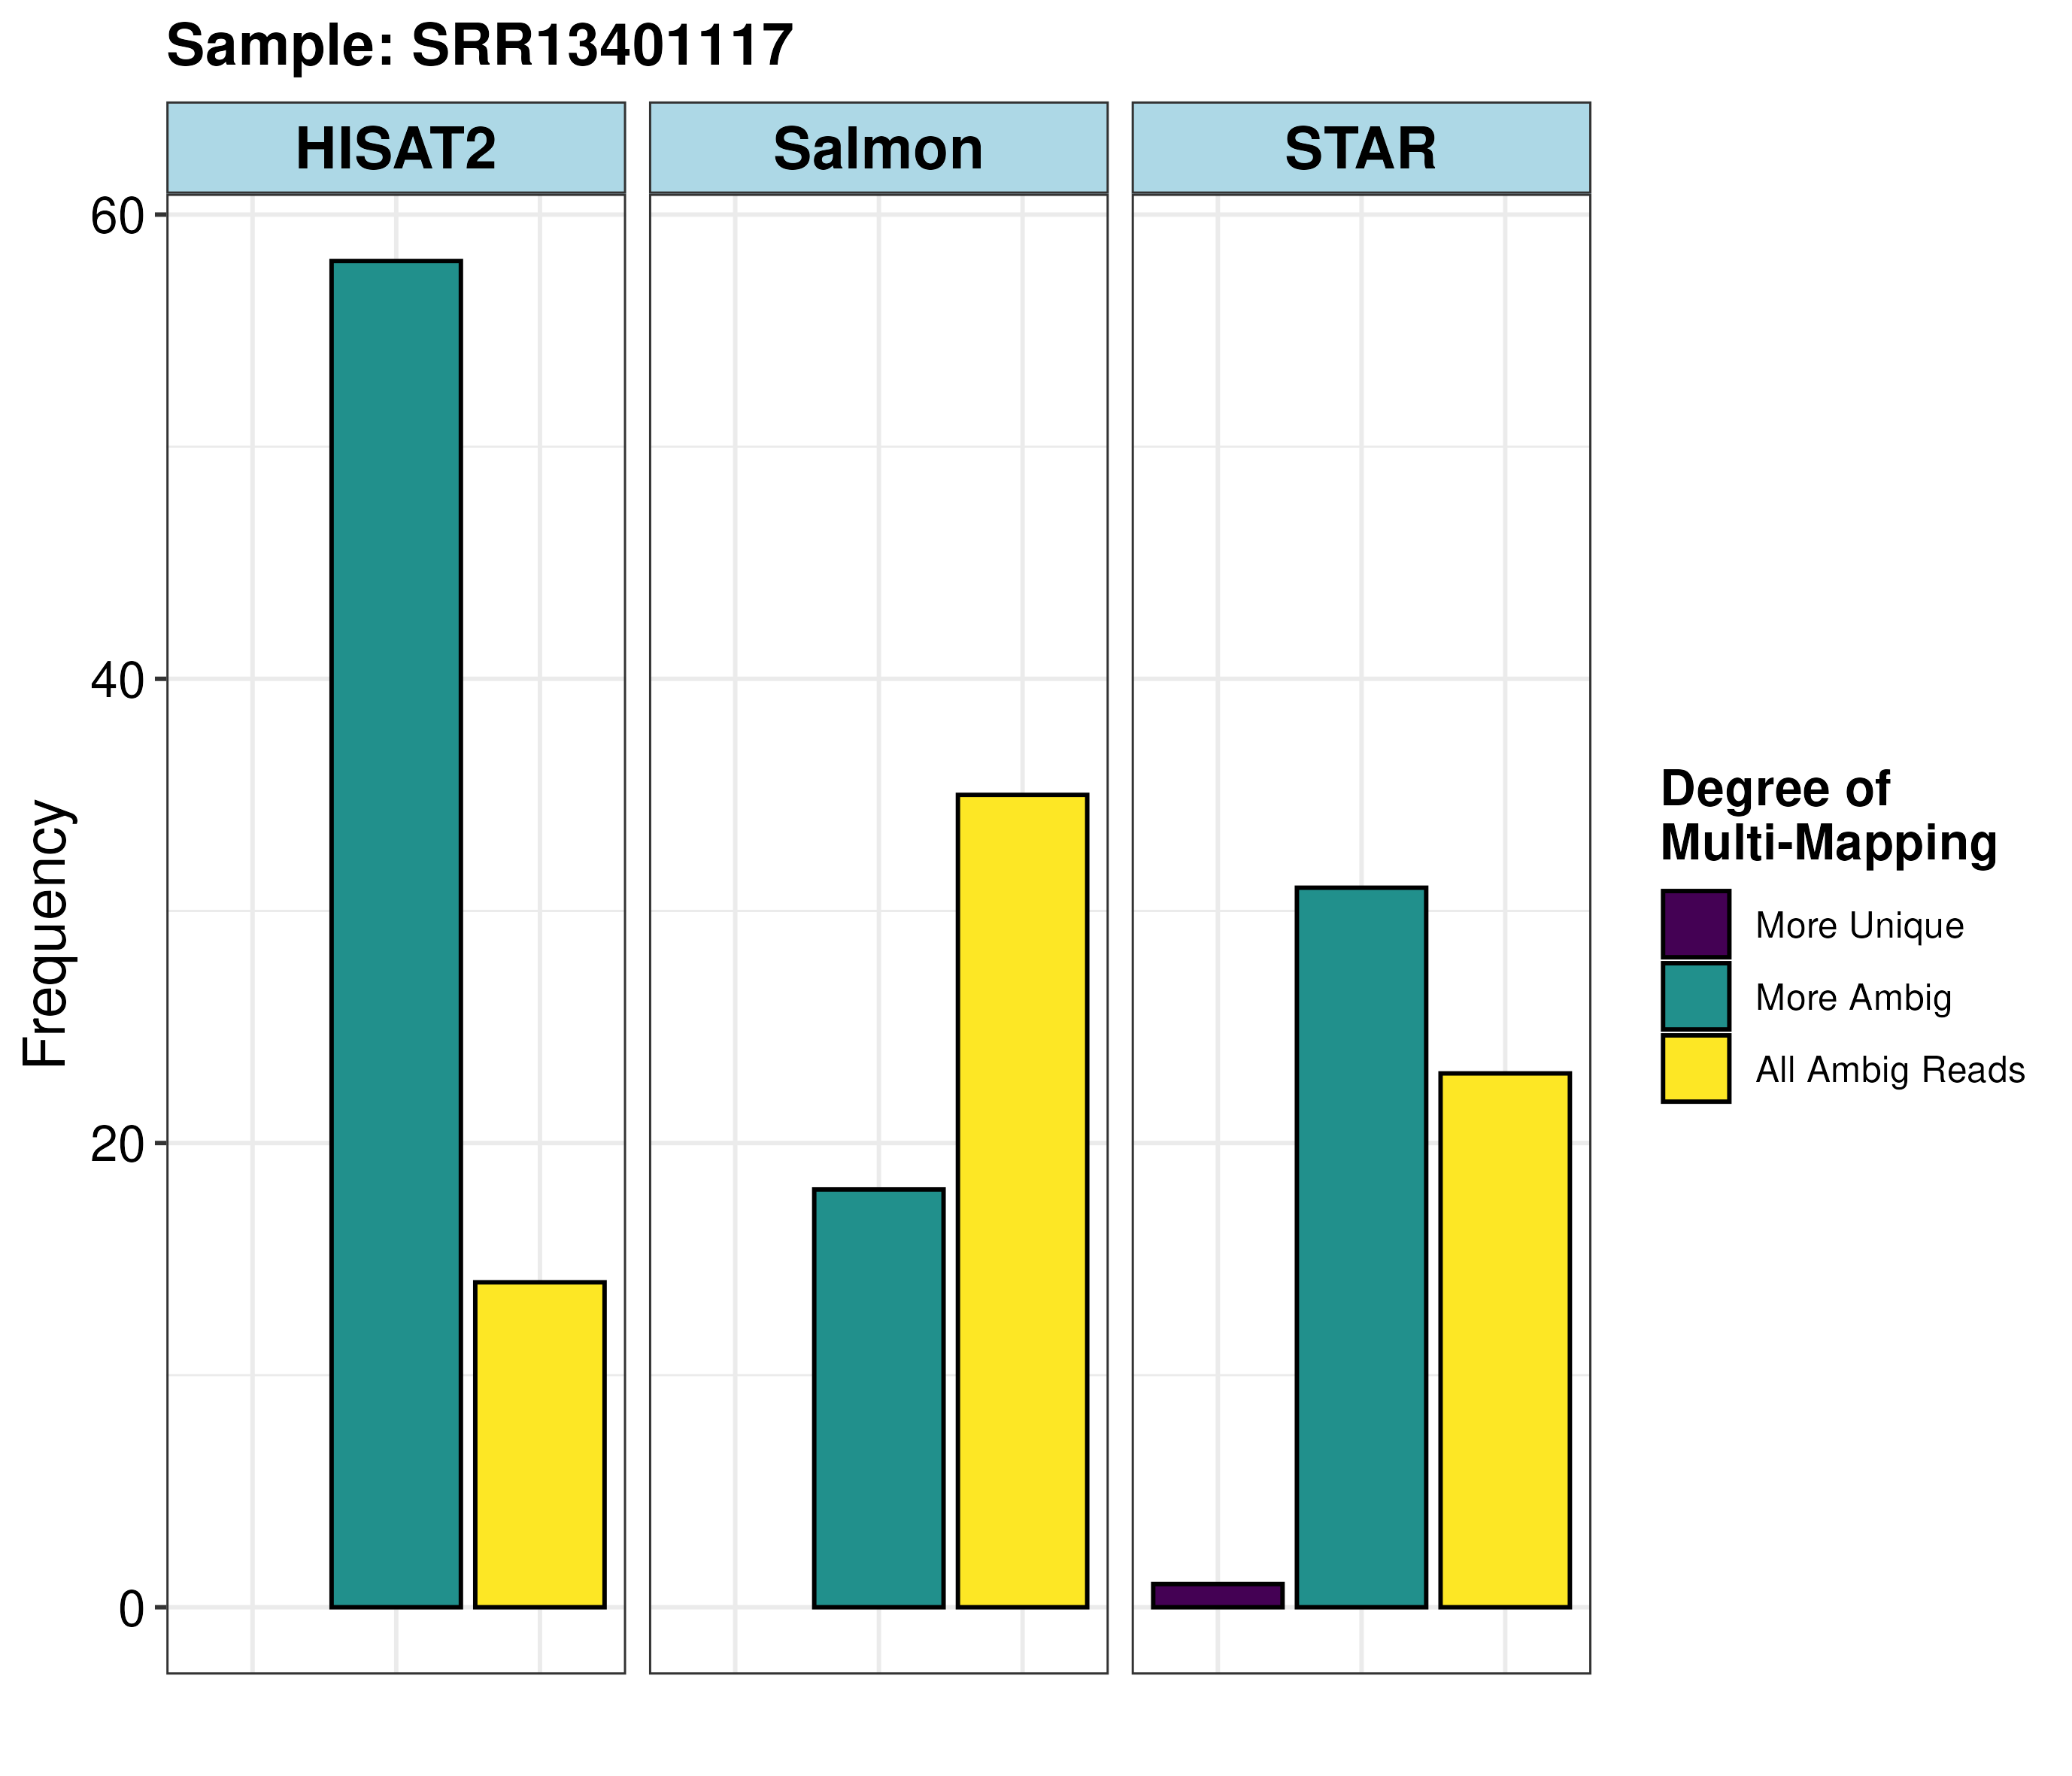 Sample: SRR13401117
HISAT2
Salmon
STAR
60
40
20
0
Frequency
Degree of
Multi-Mapping
More Unique
More Ambig
All Ambig Reads